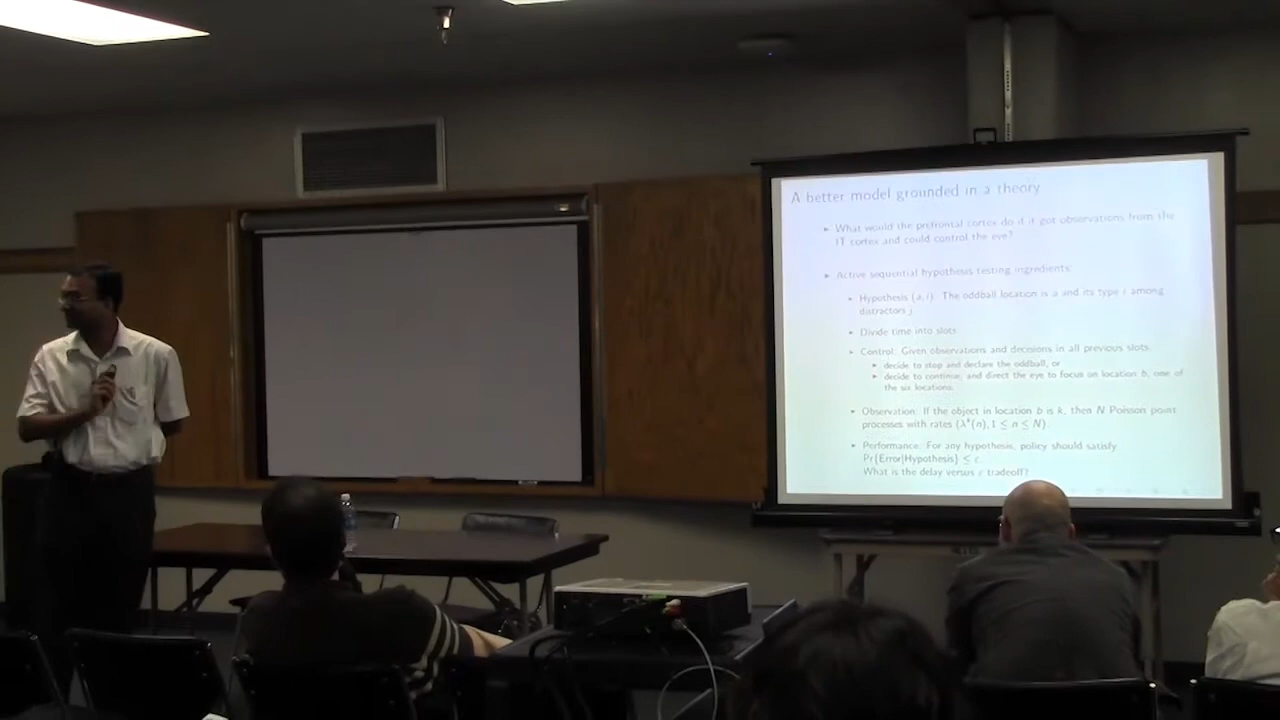 A better model grounded in a theory
▸ What would the prefrontal cortex do if it got observations from the
IT cortex and could control the eye?
▸ Active sequential hypothesis testing ingredients:
▸ Hypothesis (a, i): The oddball location is a and its type i among
distractors j
▸ Divide time into slots
▸ Control: Given observations and decisions in all previous slots,
▸ decide to stop and declare the oddball, or
▸ decide to continue, and direct the eye to focus on location b, one of
the six locations.
▸ Observation: If the object in location b is k, then N Poisson point
processes with rates (λᵏ(n), 1 ≤ n ≤ N).
▸ Performance: For any hypothesis, policy should satisfy
Pr{Error|Hypothesis} ≤ ε.
What is the delay versus ε tradeoff?